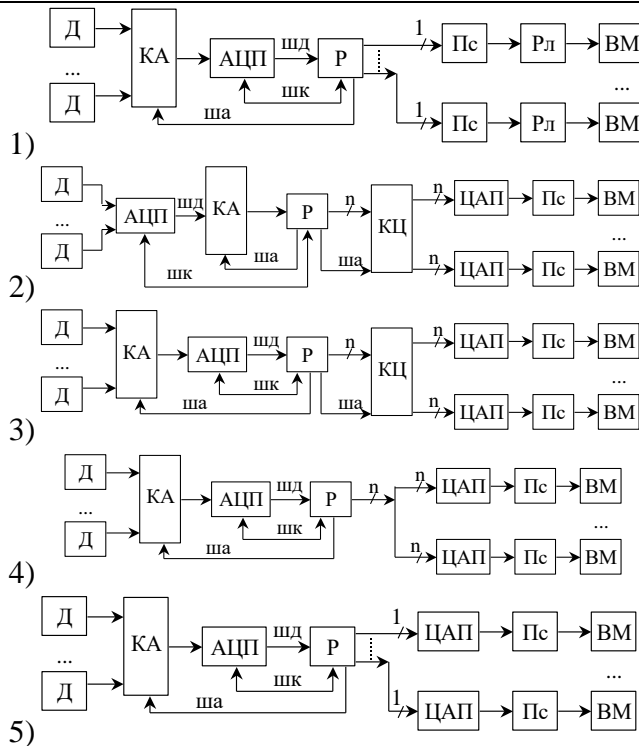 Д КА АЦП шд Р 1 Пс Рл ВМ
... шк ...
Д ша 1 Пс Рл ВМ
1)
Д АЦП шд КА Р n КЦ n ЦАП Пс ВМ
... ...
Д шк ша ша n ЦАП Пс ВМ
2)
Д КА АЦП шд Р n КЦ n ЦАП Пс ВМ
... шк ...
Д ша ша n ЦАП Пс ВМ
3)
Д КА АЦП шд Р n n ЦАП Пс ВМ
... шк ...
Д ша n ЦАП Пс ВМ
4)
Д КА АЦП шд Р 1 ЦАП Пс ВМ
... шк ...
Д ша 1 ЦАП Пс ВМ
5)